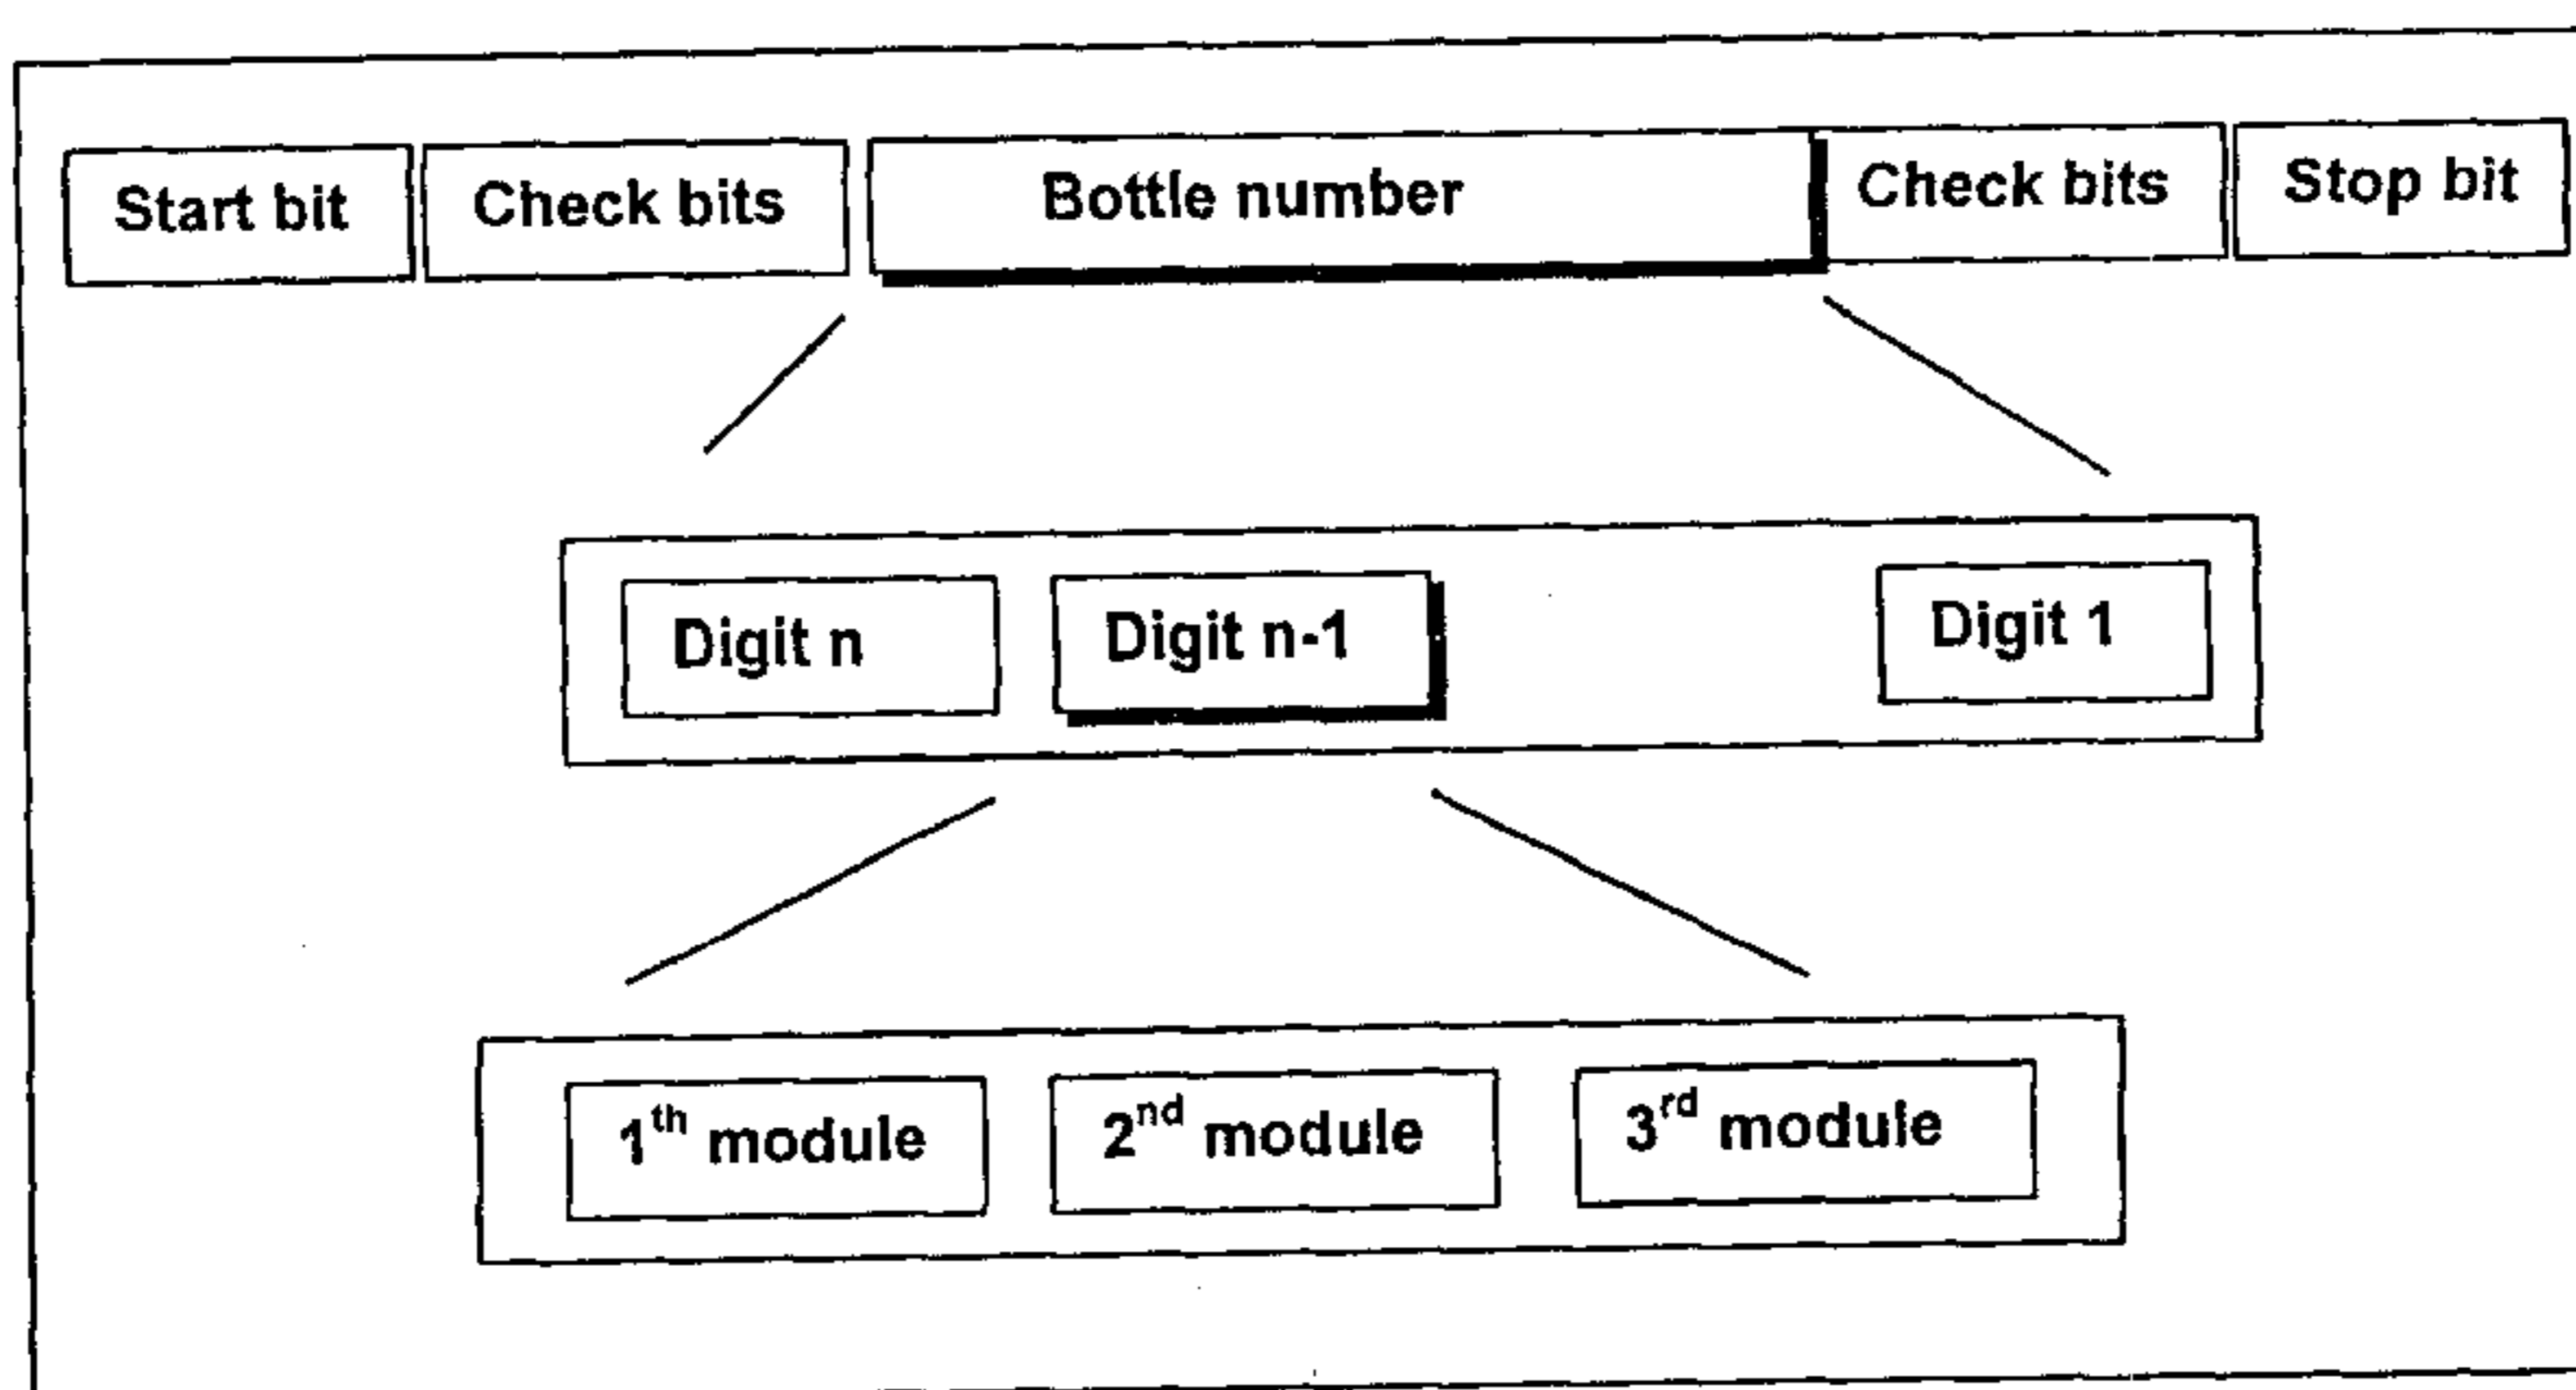 Start bit Check bits Bottle number Check bits Stop bit
Digit n Digit n-1 Digit 1
1th module 2nd module 3rd module